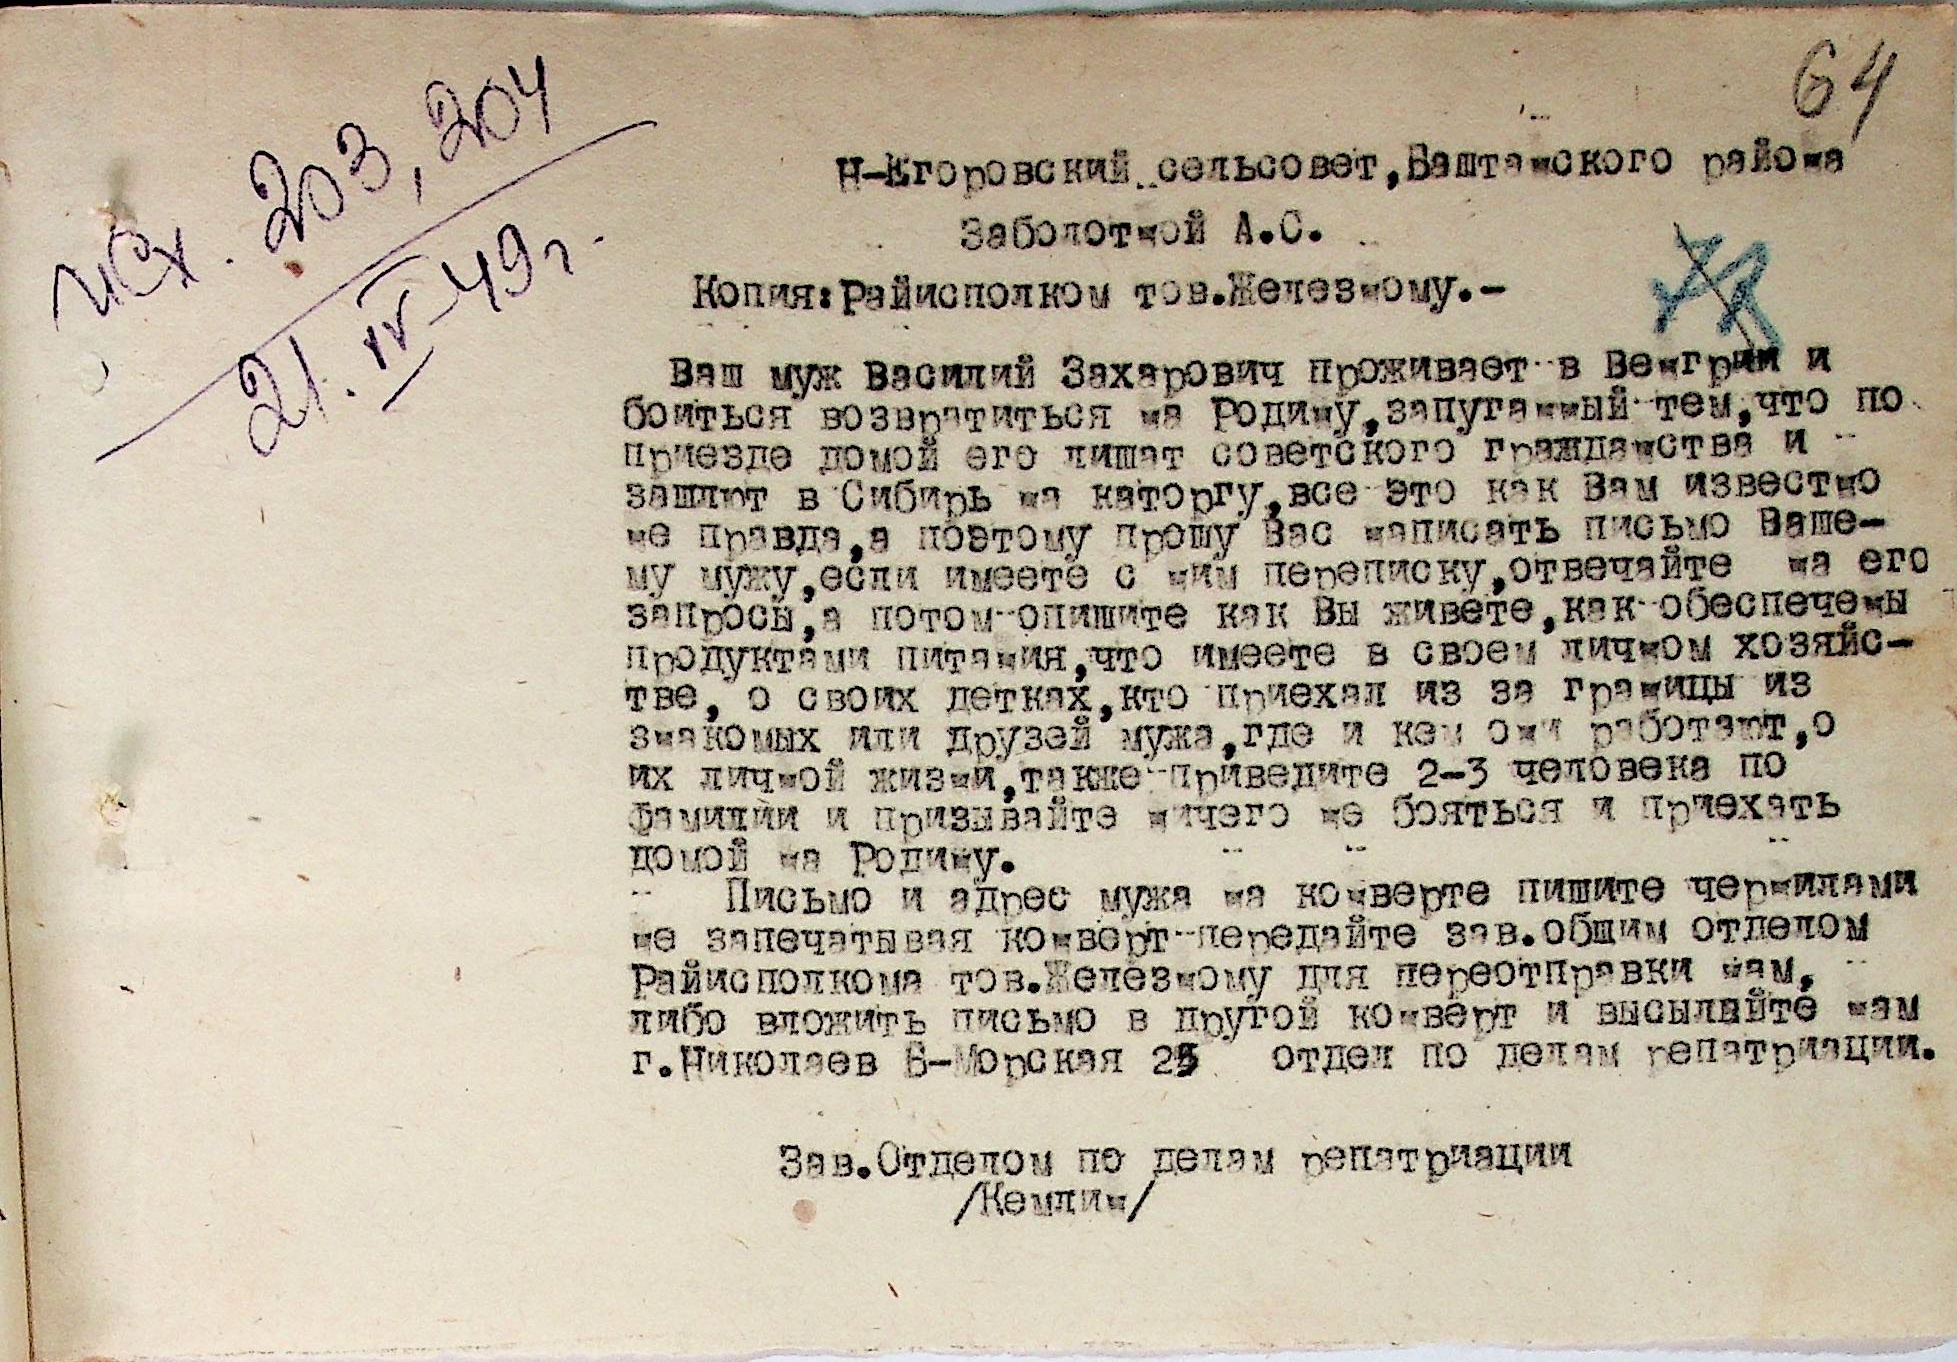 64
исх. 203, 204
21. IV-49 г.
Н-Егоровский сельсовет,Баштанского района
Заболотной А.С.
Копия:Райисполком тов.Железному.-
Ваш муж Василий Захарович проживает в Венгрии и
боиться возвратиться на Родину,запуганный тем,что по
приезде домой его лишат советского гражданства и
зашлют в Сибирь на каторгу,все это как Вам известно
не правда,а поэтому прошу Вас написать письмо Ваше-
му мужу,если имеете с ним переписку,отвечайте на его
запросы,а потом опишите как Вы живете,как обеспечены
продуктами питания,что имеете в своем личном хозяйс-
тве, о своих детках,кто приехал из за границы из
знакомых или друзей мужа,где и кем они работают,о
их личной жизни,также приведите 2-3 человека по
фамилии и призывайте ничего не бояться и приехать
домой на Родину.
Письмо и адрес мужа на конверте пишите чернилами
не запечатывая конверт передайте зав.общим отделом
Райисполкома тов.Железному для переотправки нам,
либо вложить письмо в другой конверт и высылайте нам
г.Николаев В-Морская 25 отдел по делам репатриации.
Зав.Отделом по делам репатриации
/Кемлин/